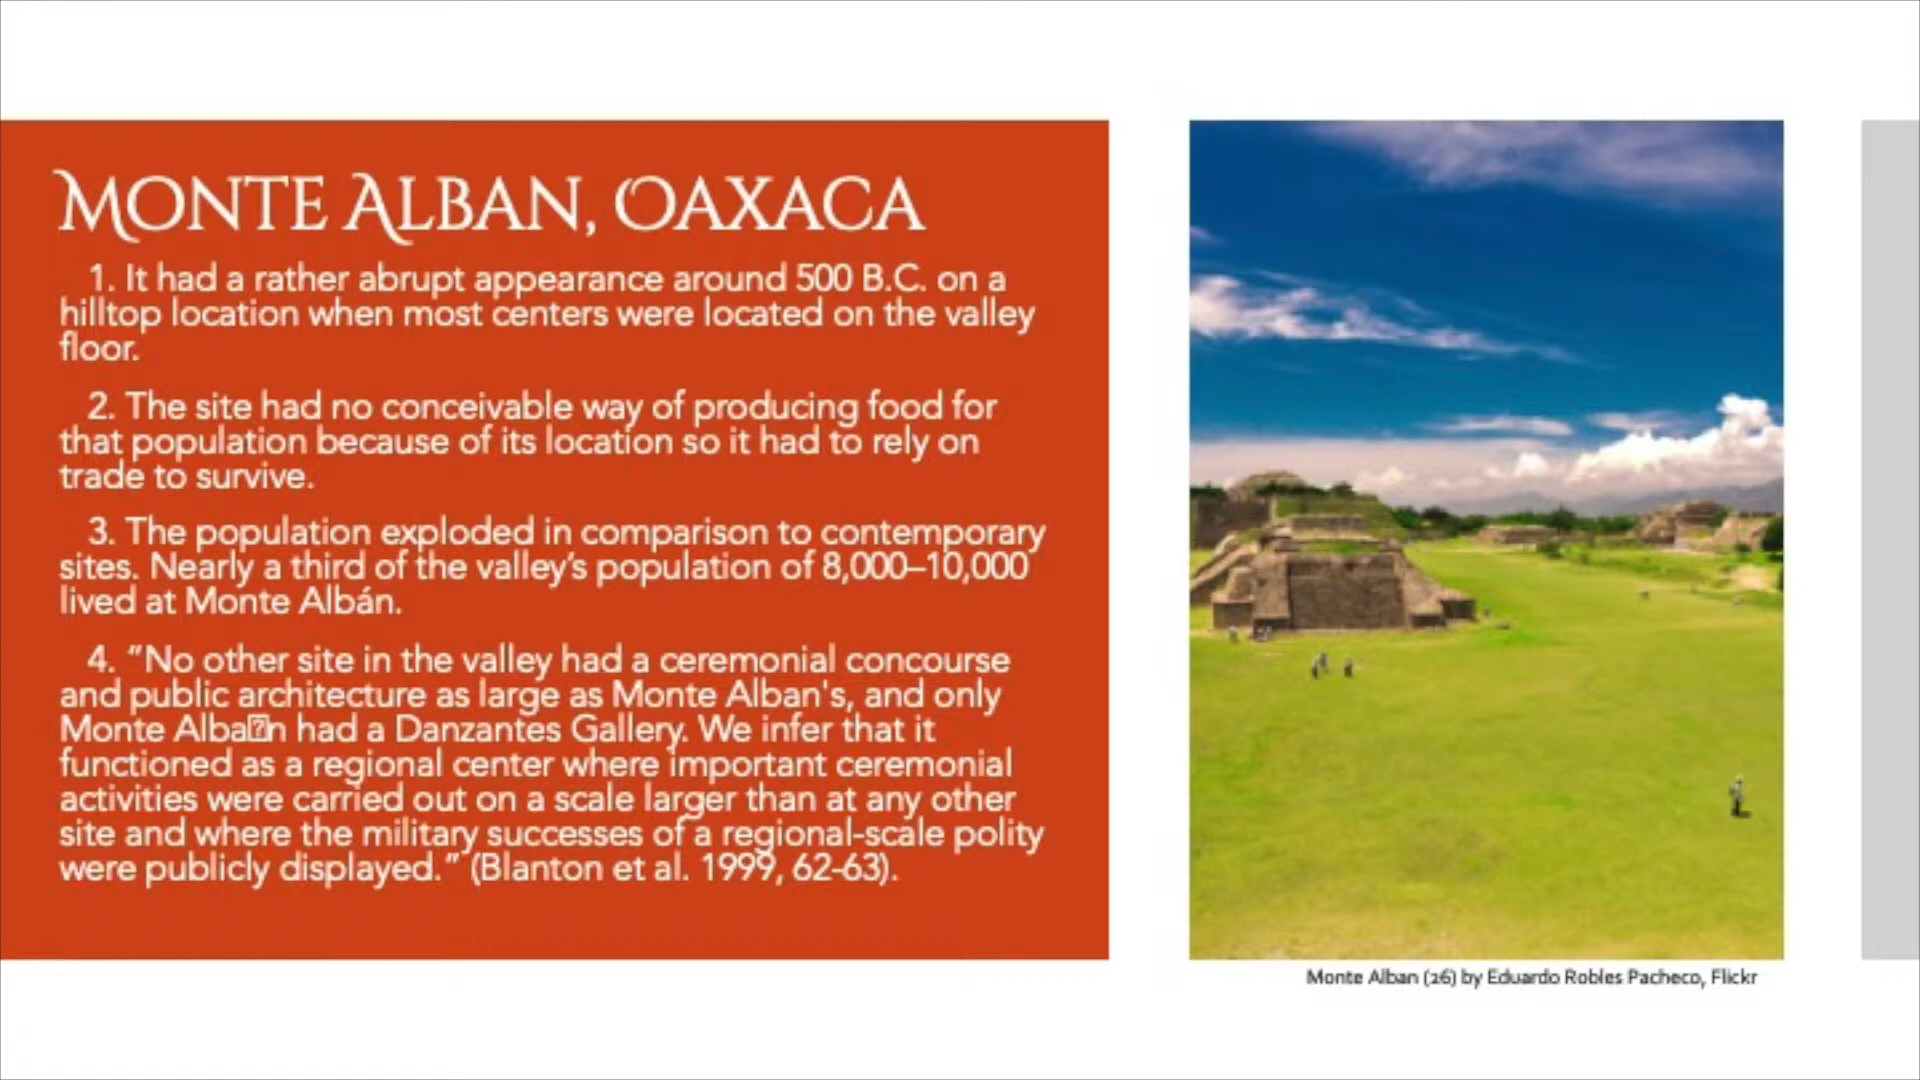 MONTE ALBAN, OAXACA
1. It had a rather abrupt appearance around 500 B.C. on a
hilltop location when most centers were located on the valley
floor.
2. The site had no conceivable way of producing food for
that population because of its location so it had to rely on
trade to survive.
3. The population exploded in comparison to contemporary
sites. Nearly a third of the valley’s population of 8,000–10,000
lived at Monte Albán.
4. “No other site in the valley had a ceremonial concourse
and public architecture as large as Monte Alban's, and only
Monte Alba⍰n had a Danzantes Gallery. We infer that it
functioned as a regional center where important ceremonial
activities were carried out on a scale larger than at any other
site and where the military successes of a regional-scale polity
were publicly displayed.” (Blanton et al. 1999, 62-63).
Monte Alban (26) by Eduardo Robles Pacheco, Flickr